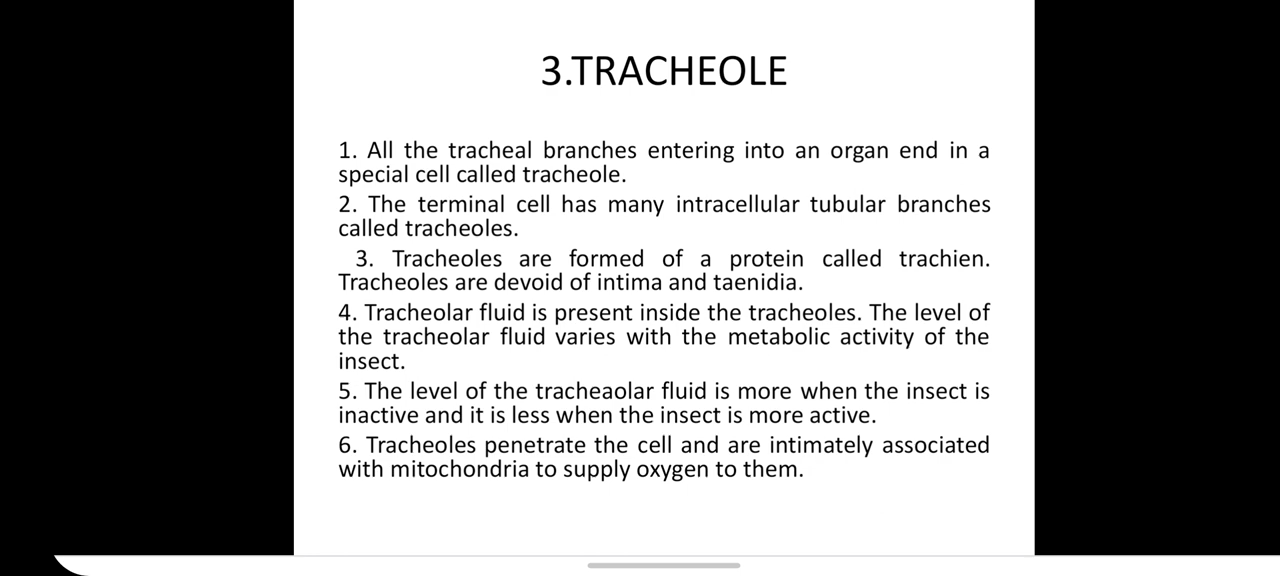 3.TRACHEOLE
1. All the tracheal branches entering into an organ end in a
special cell called tracheole.
2. The terminal cell has many intracellular tubular branches
called tracheoles.
3. Tracheoles are formed of a protein called trachien.
Tracheoles are devoid of intima and taenidia.
4. Tracheolar fluid is present inside the tracheoles. The level of
the tracheolar fluid varies with the metabolic activity of the
insect.
5. The level of the tracheaolar fluid is more when the insect is
inactive and it is less when the insect is more active.
6. Tracheoles penetrate the cell and are intimately associated
with mitochondria to supply oxygen to them.